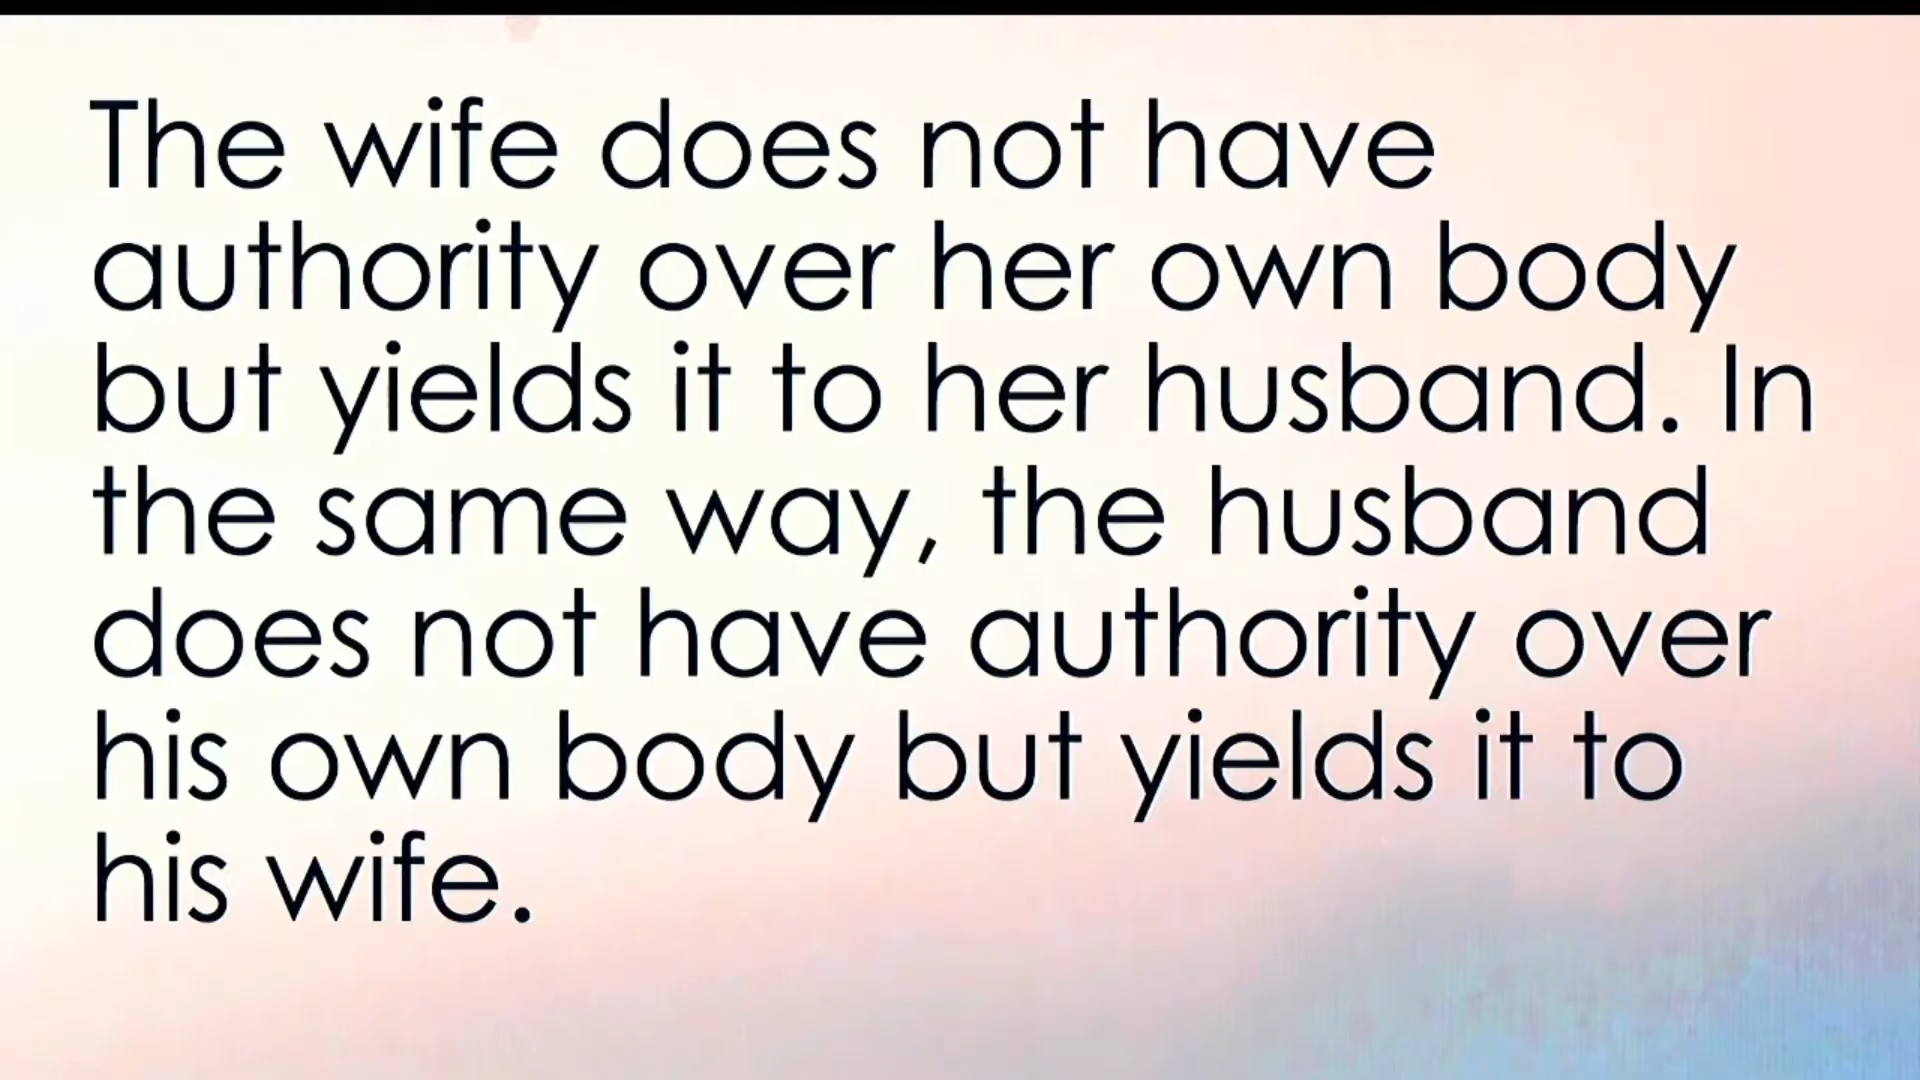 The wife does not have
authority over her own body
but yields it to her husband. In
the same way, the husband
does not have authority over
his own body but yields it to
his wife.